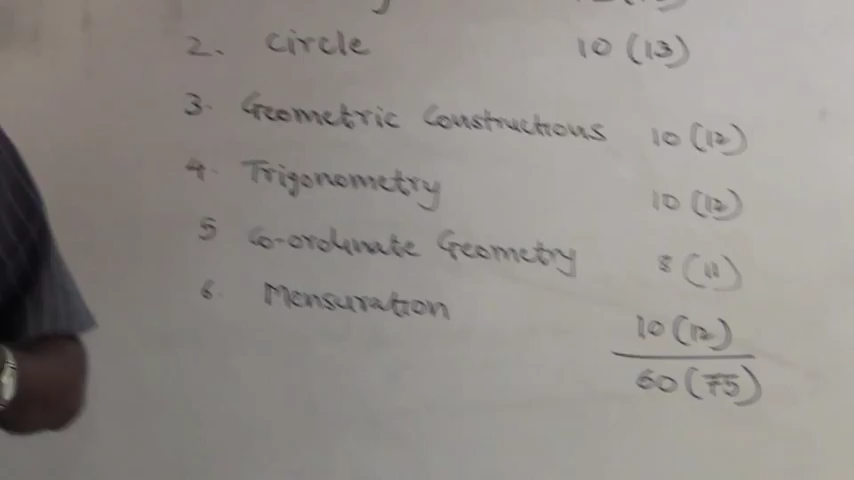 2. Circle 10 (13)
3. Geometric Constructions 10 (12)
4. Trigonometry 10 (12)
5 Co-ordinate Geometry 8 (11)
6. Mensuration 10 (12)
60 (75)